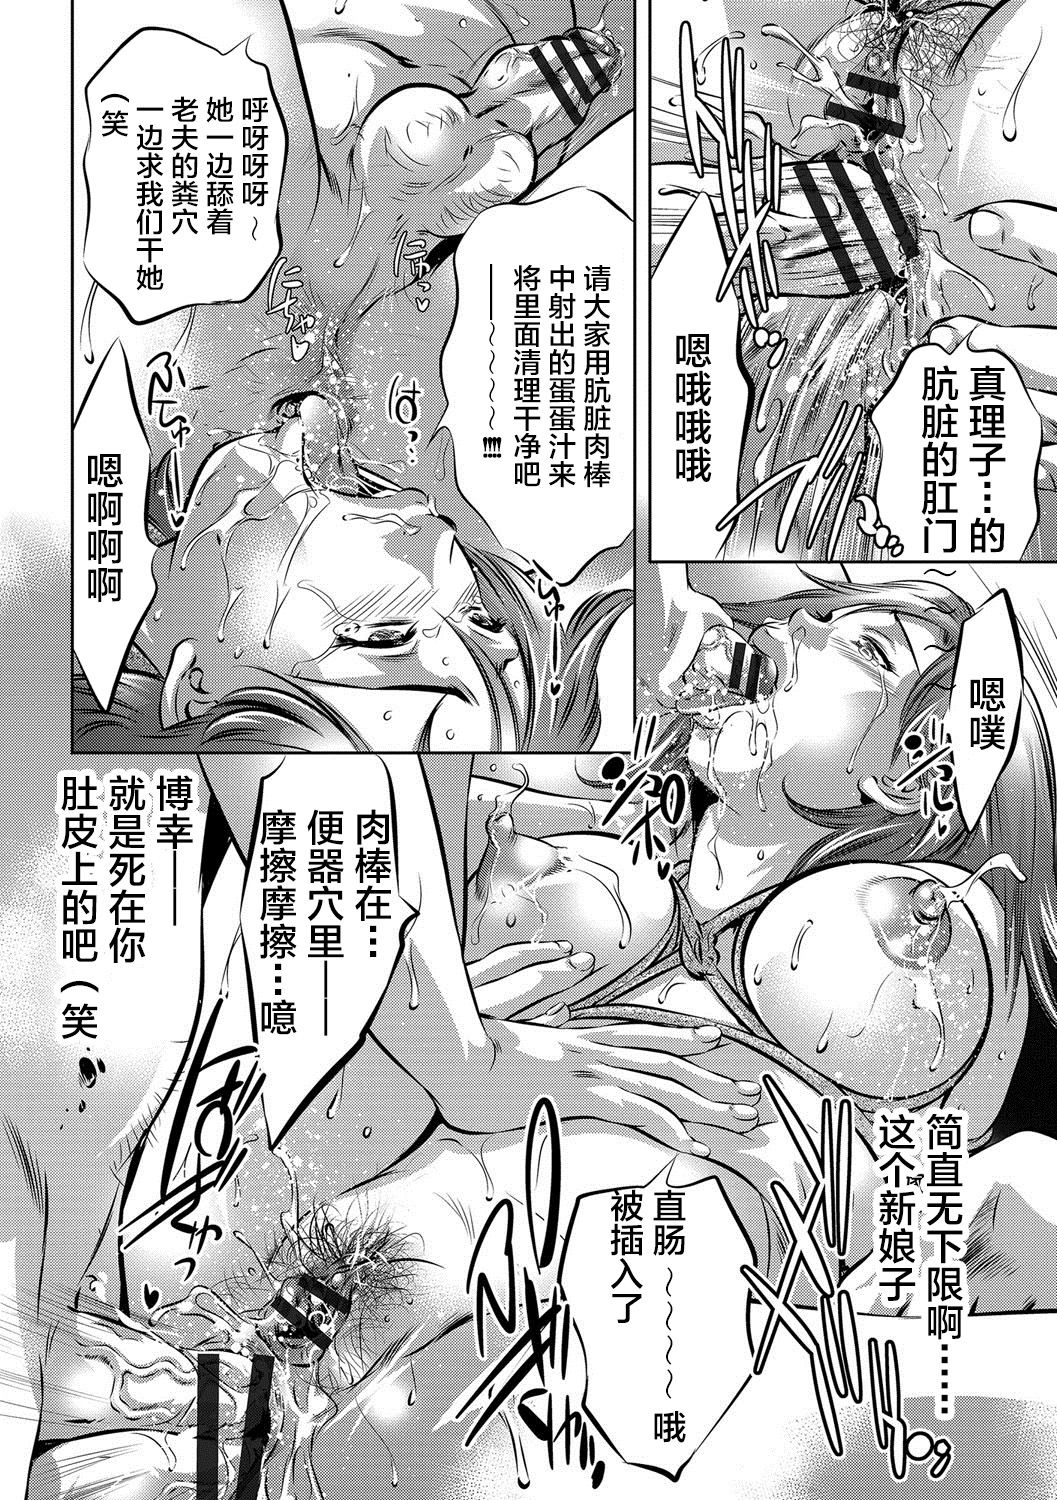 真理子…的
肮脏的肛门
嗯哦哦哦
请大家用肮脏肉棒
中射出的蛋蛋汁来
将里面清理干净吧
——～～～～!!!!
呼呀呀呀～
她一边舔着
老夫的粪穴
一边求我们干她
（笑
嗯啊啊啊
嗯噗
简直无下限啊………
这个新娘子
直肠～～～～哦
被插入了
肉棒在…
便器穴里——
摩擦摩擦…噫
博幸——
就是死在你
肚皮上的吧（笑